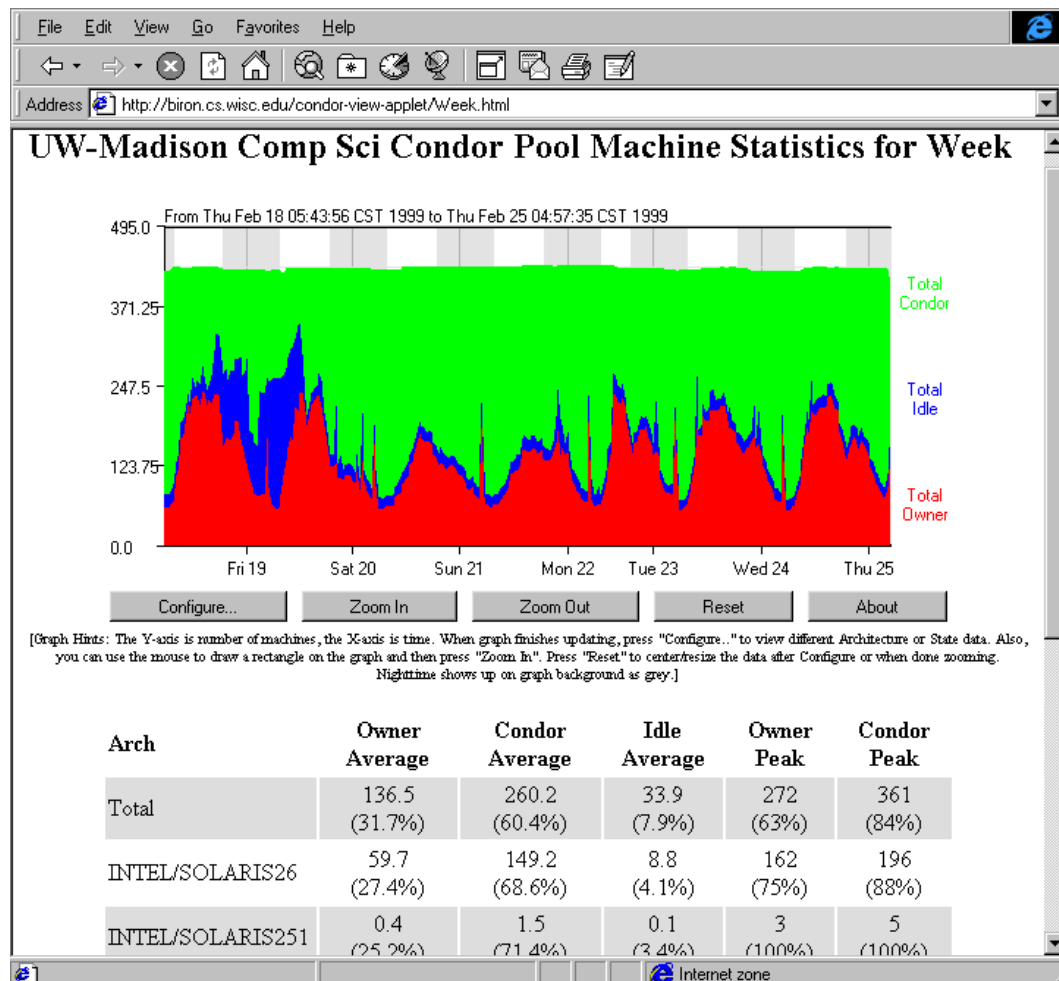 File Edit View Go Favorites Help
Address http://biron.cs.wisc.edu/condor-view-applet/Week.html
UW-Madison Comp Sci Condor Pool Machine Statistics for Week
From Thu Feb 18 05:43:56 CST 1999 to Thu Feb 25 04:57:35 CST 1999
495.0
371.25
247.5
123.75
0.0
Total
Condor
Total
Idle
Total
Owner
Fri 19 Sat 20 Sun 21 Mon 22 Tue 23 Wed 24 Thu 25
Configure... Zoom In Zoom Out Reset About
[Graph Hints: The Y-axis is number of machines, the X-axis is time. When graph finishes updating, press "Configure.." to view different Architecture or State data. Also,
you can use the mouse to draw a rectangle on the graph and then press "Zoom In". Press "Reset" to center/resize the data after Configure or when done zooming.
Nighttime shows up on graph background as grey.]
Arch Owner Average Condor Average Idle Average Owner Peak Condor Peak
Total 136.5 (31.7%) 260.2 (60.4%) 33.9 (7.9%) 272 (63%) 361 (84%)
INTEL/SOLARIS26 59.7 (27.4%) 149.2 (68.6%) 8.8 (4.1%) 162 (75%) 196 (88%)
INTEL/SOLARIS251 0.4 (25.2%) 1.5 (71.4%) 0.1 (3.4%) 3 (100%) 5 (100%)
Internet zone